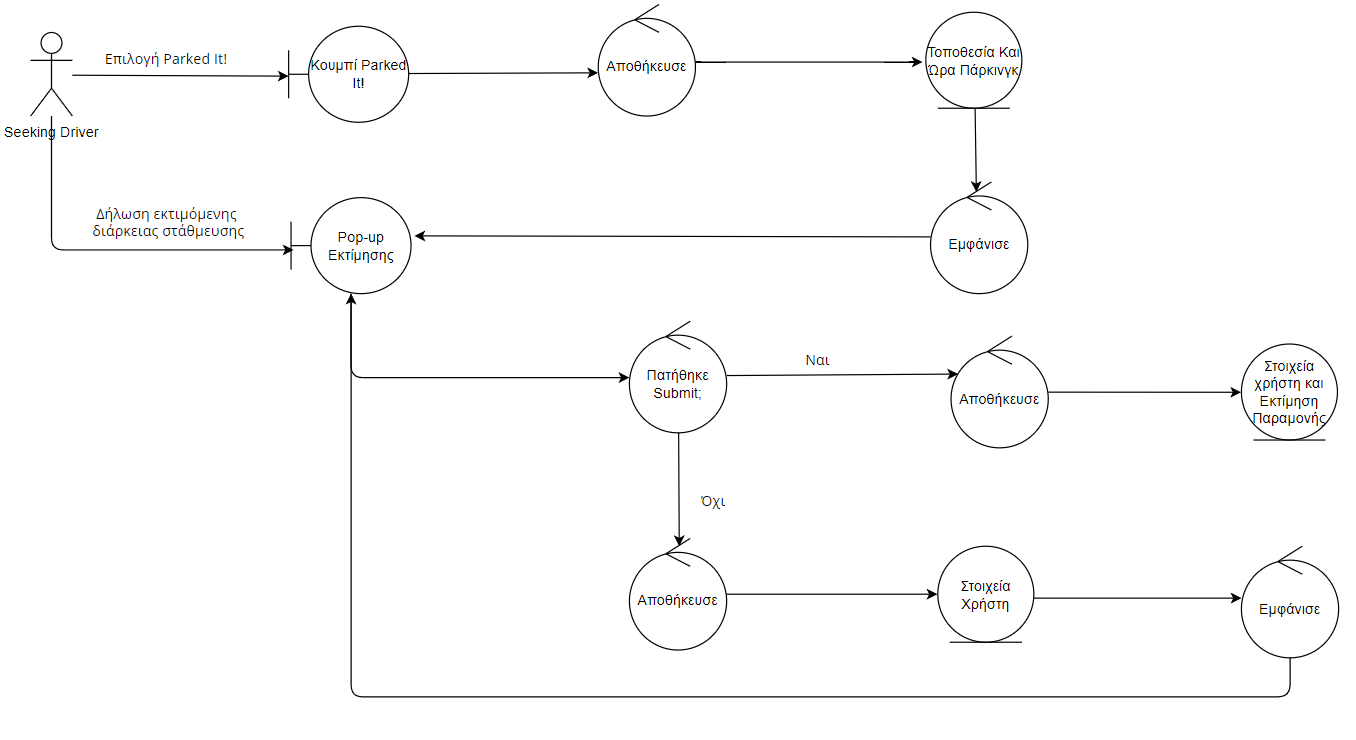 Επιλογή Parked It!
Seeking Driver
Κουμπί Parked
It!
Αποθήκευσε
Τοποθεσία Και
Ώρα Πάρκινγκ
Δήλωση εκτιμόμενης
διάρκειας στάθμευσης
Pop-up
Εκτίμησης
Εμφάνισε
Πατήθηκε
Submit;
Ναι
Αποθήκευσε
Στοιχεία
χρήστη και
Εκτίμηση
Παραμονής
Όχι
Αποθήκευσε
Στοιχεία
Χρήστη
Εμφάνισε